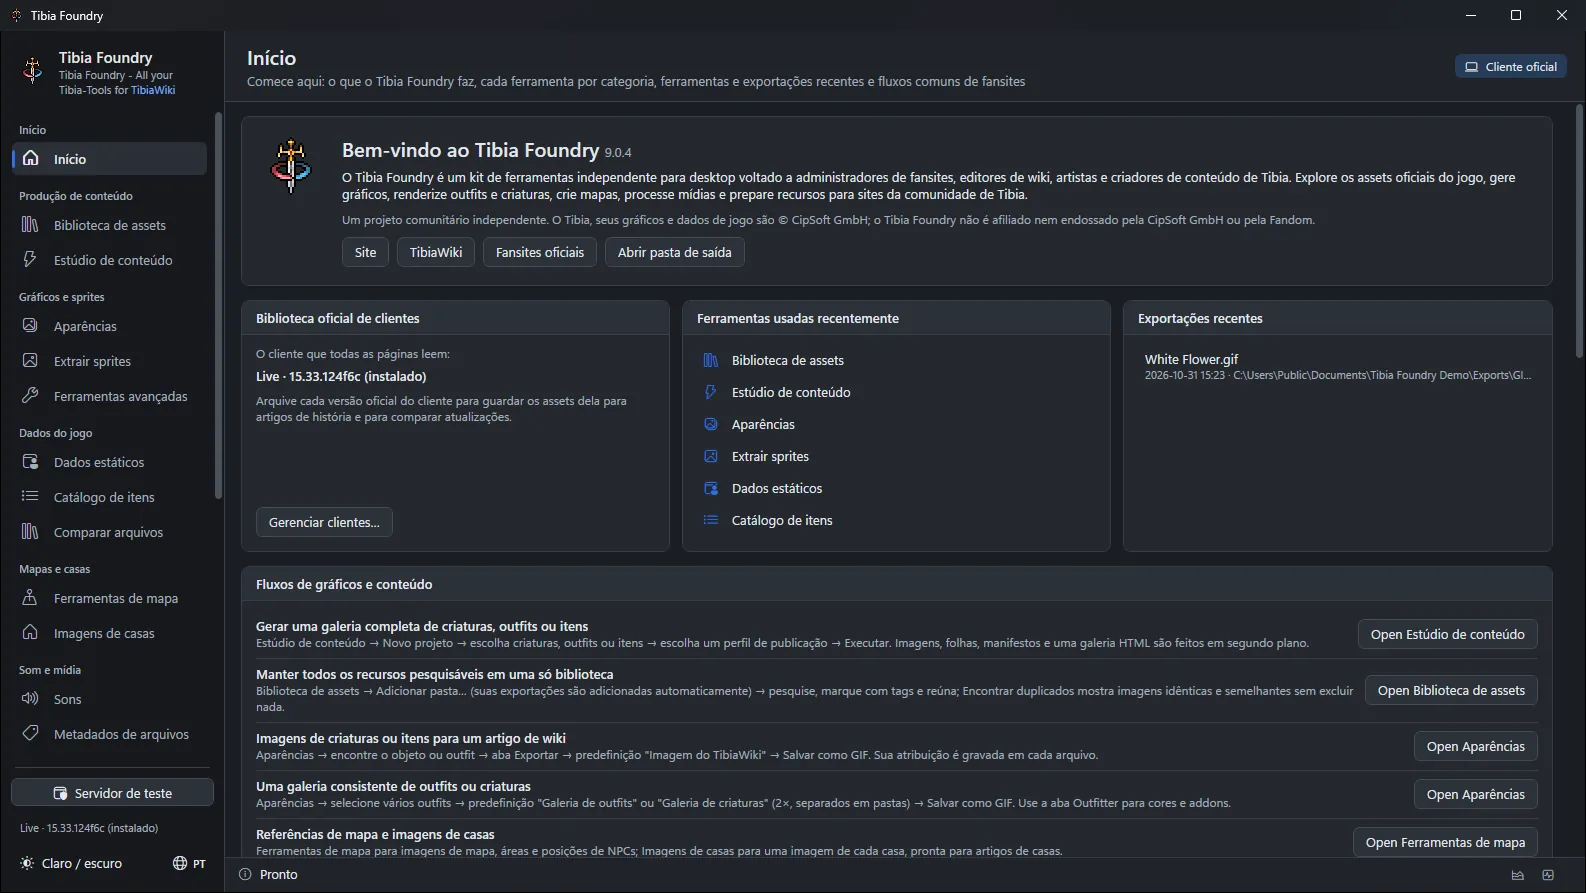 Tibia Foundry
Tibia Foundry
Tibia Foundry - All your
Tibia-Tools for TibiaWiki
Início
Início
Produção de conteúdo
Biblioteca de assets
Estúdio de conteúdo
Gráficos e sprites
Aparências
Extrair sprites
Ferramentas avançadas
Dados do jogo
Dados estáticos
Catálogo de itens
Comparar arquivos
Mapas e casas
Ferramentas de mapa
Imagens de casas
Som e mídia
Sons
Metadados de arquivos
Servidor de teste
Live · 15.33.124f6c (instalado)
Claro / escuro
PT
Início
Comece aqui: o que o Tibia Foundry faz, cada ferramenta por categoria, ferramentas e exportações recentes e fluxos comuns de fansites
Cliente oficial
Bem-vindo ao Tibia Foundry 9.0.4
O Tibia Foundry é um kit de ferramentas independente para desktop voltado a administradores de fansites, editores de wiki, artistas e criadores de conteúdo de Tibia. Explore os assets oficiais do jogo, gere
gráficos, renderize outfits e criaturas, crie mapas, processe mídias e prepare recursos para sites da comunidade de Tibia.
Um projeto comunitário independente. O Tibia, seus gráficos e dados de jogo são © CipSoft GmbH; o Tibia Foundry não é afiliado nem endossado pela CipSoft GmbH ou pela Fandom.
Site
TibiaWiki
Fansites oficiais
Abrir pasta de saída
Biblioteca oficial de clientes
O cliente que todas as páginas leem:
Live · 15.33.124f6c (instalado)
Arquive cada versão oficial do cliente para guardar os assets dela para
artigos de história e para comparar atualizações.
Gerenciar clientes...
Ferramentas usadas recentemente
Biblioteca de assets
Estúdio de conteúdo
Aparências
Extrair sprites
Dados estáticos
Catálogo de itens
Exportações recentes
White Flower.gif
2026-10-31 15:23 · C:\Users\Public\Documents\Tibia Foundry Demo\Exports\GI...
Fluxos de gráficos e conteúdo
Gerar uma galeria completa de criaturas, outfits ou itens
Estúdio de conteúdo → Novo projeto → escolha criaturas, outfits ou itens → escolha um perfil de publicação → Executar. Imagens, folhas, manifestos e uma galeria HTML são feitos em segundo plano.
Open Estúdio de conteúdo
Manter todos os recursos pesquisáveis em uma só biblioteca
Biblioteca de assets → Adicionar pasta... (suas exportações são adicionadas automaticamente) → pesquise, marque com tags e reúna; Encontrar duplicados mostra imagens idênticas e semelhantes sem excluir
nada.
Open Biblioteca de assets
Imagens de criaturas ou itens para um artigo de wiki
Aparências → encontre o objeto ou outfit → aba Exportar → predefinição "Imagem do TibiaWiki" → Salvar como GIF. Sua atribuição é gravada em cada arquivo.
Open Aparências
Uma galeria consistente de outfits ou criaturas
Aparências → selecione vários outfits → predefinição "Galeria de outfits" ou "Galeria de criaturas" (2×, separados em pastas) → Salvar como GIF. Use a aba Outfitter para cores e addons.
Open Aparências
Referências de mapa e imagens de casas
Ferramentas de mapa para imagens de mapa, áreas e posições de NPCs; Imagens de casas para uma imagem de cada casa, pronta para artigos de casas.
Open Ferramentas de mapa
Pronto